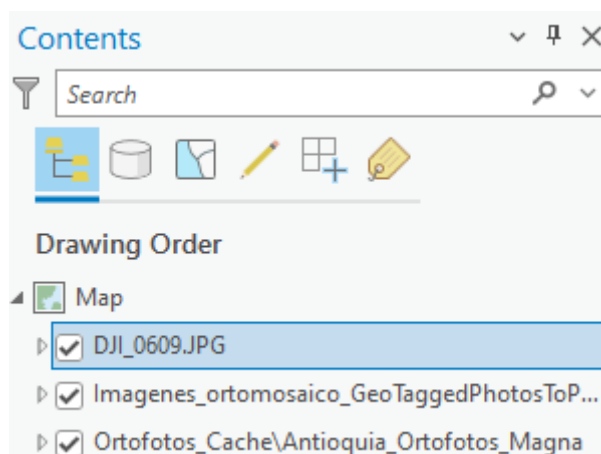 Contents
Search
Drawing Order
Map
DJI_0609.JPG
Imagenes_ortomosaico_GeoTaggedPhotosToP...
Ortofotos_Cache\Antioquia_Ortofotos_Magna